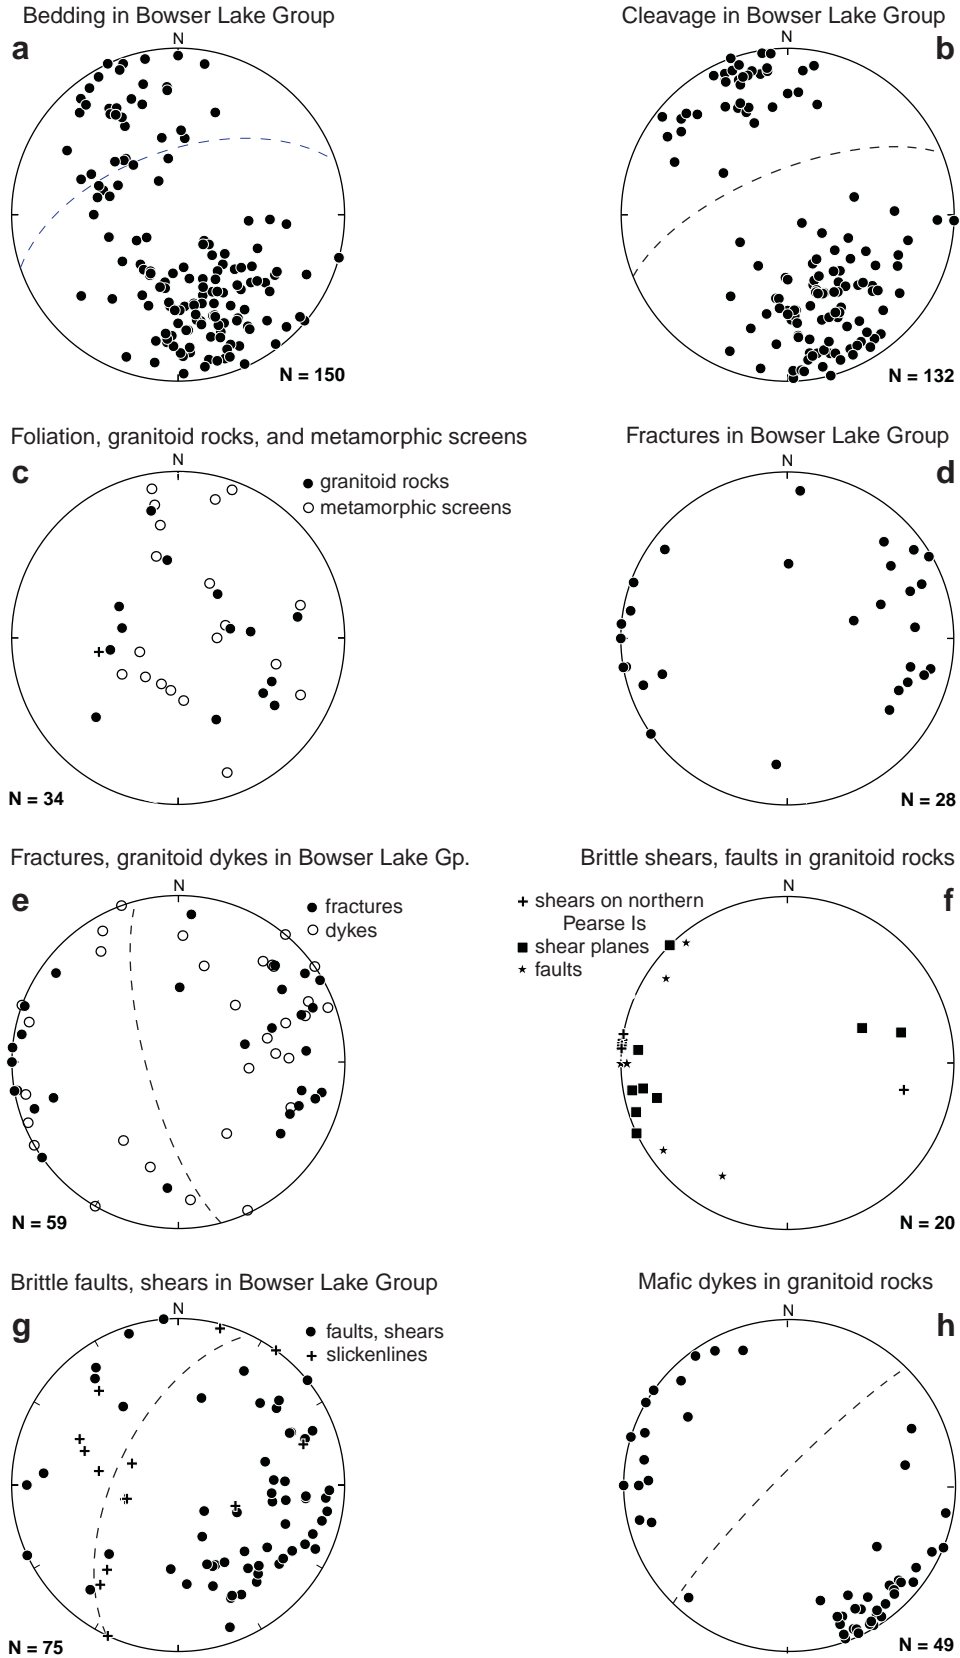 Bedding in Bowser Lake Group
a
N
N = 150
Cleavage in Bowser Lake Group
b
N
N = 132
Foliation, granitoid rocks, and metamorphic screens
c
N
granitoid rocks
metamorphic screens
N = 34
Fractures in Bowser Lake Group
d
N
N = 28
Fractures, granitoid dykes in Bowser Lake Gp.
e
N
fractures
dykes
N = 59
Brittle shears, faults in granitoid rocks
f
N
shears on northern
Pearse Is
shear planes
faults
N = 20
Brittle faults, shears in Bowser Lake Group
g
N
faults, shears
slickenlines
N = 75
Mafic dykes in granitoid rocks
h
N
N = 49